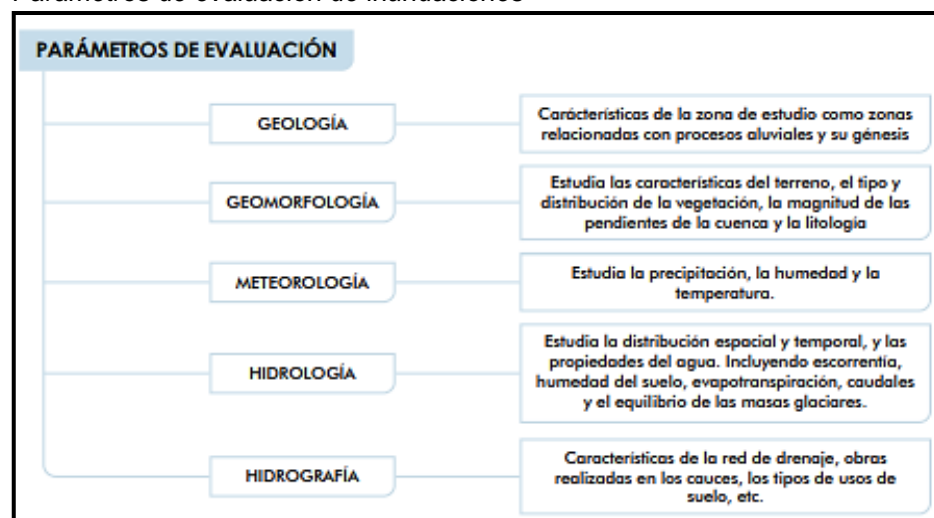 Parámetros de evaluación de inundaciones
PARÁMETROS DE EVALUACIÓN
GEOLOGÍA
Carácterísticas de la zona de estudio como zonas
relacionadas con procesos aluviales y su génesis
GEOMORFOLOGÍA
Estudia las características del terreno, el tipo y
distribución de la vegetación, la magnitud de las
pendientes de la cuenca y la litología
METEOROLOGÍA
Estudia la precipitación, la humedad y la
temperatura.
HIDROLOGÍA
Estudia la distribución espacial y temporal, y las
propiedades del agua. Incluyendo escorrentía,
humedad del suelo, evapotranspiración, caudales
y el equilibrio de las masas glaciares.
HIDROGRAFÍA
Características de la red de drenaje, obras
realizadas en los cauces, los tipos de usos de
suelo, etc.